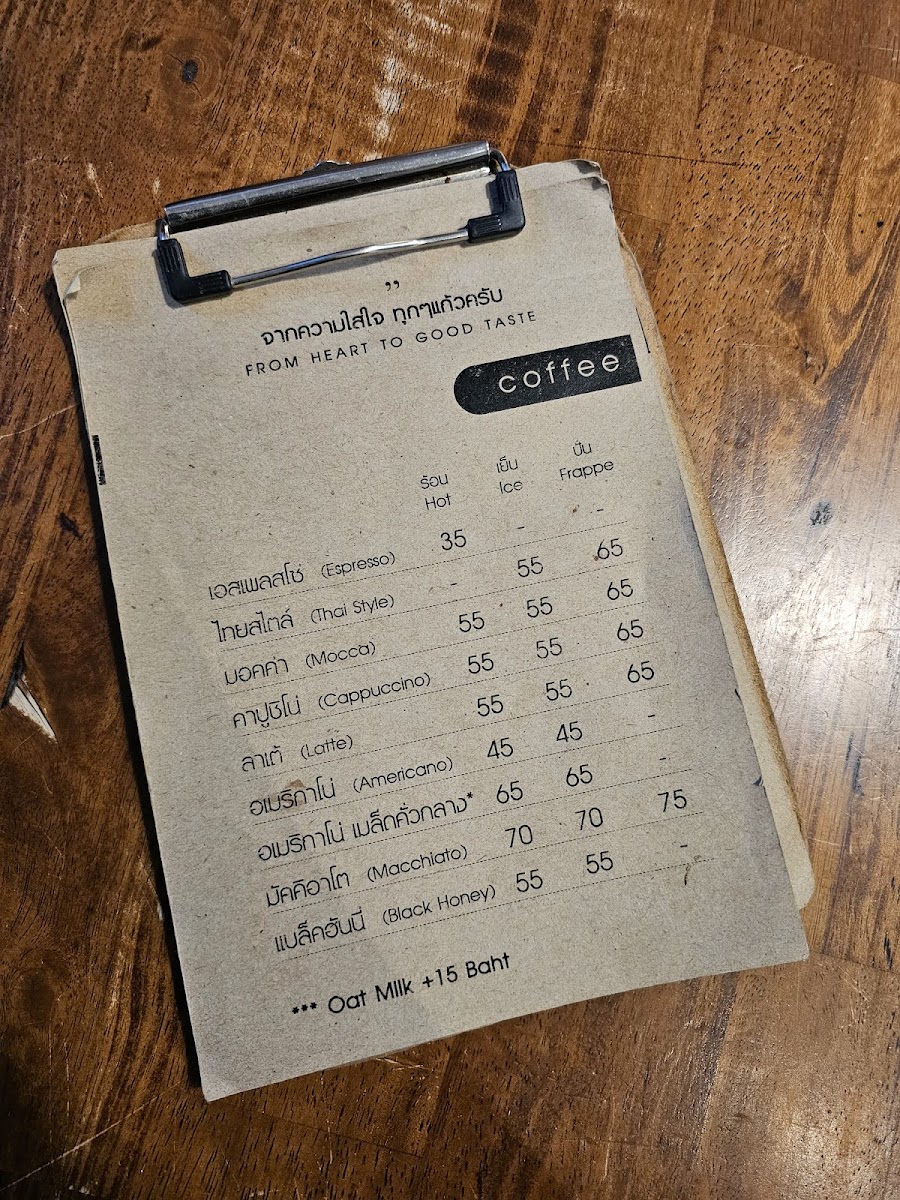 ”
จากความใส่ใจ ทุกๆแก้วครับ
FROM HEART TO GOOD TASTE
coffee
ร้อน เย็น ปั่น
Hot Ice Frappe
เอสเพลสโซ่ (Espresso) 35 - -
ไทยสไตล์ (Thai Style) - 55 65
มอคค่า (Mocca) 55 55 65
คาปูชิโน่ (Cappuccino) 55 55 65
ลาเต้ (Latte) 55 55 65
อเมริกาโน่ (Americano) 45 45 -
อเมริกาโน่ เมล็ดคั่วกลาง* 65 65 -
มัคคิอาโต (Macchiato) 70 70 75
แบล็คฮันนี่ (Black Honey) 55 55 -
*** Oat Milk +15 Baht